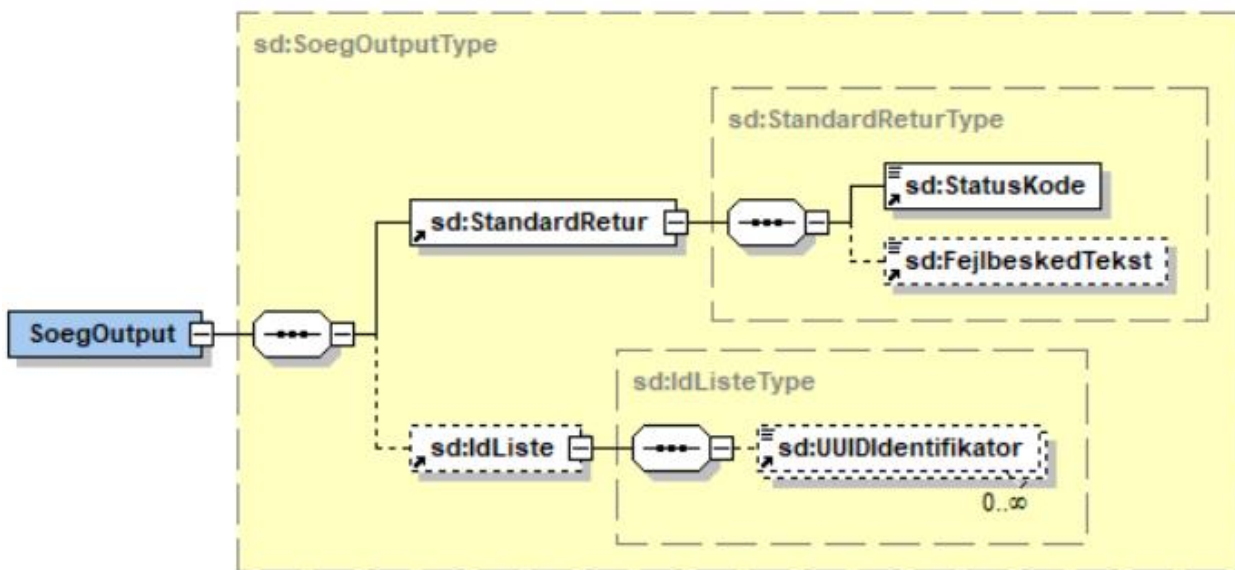 sd:SoegOutputType
sd:StandardReturType
sd:StatusKode
sd:StandardRetur
sd:FejlbeskedTekst
SoegOutput
sd:IdListeType
sd:IdListe
sd:UUIDIdentifikator
0..∞